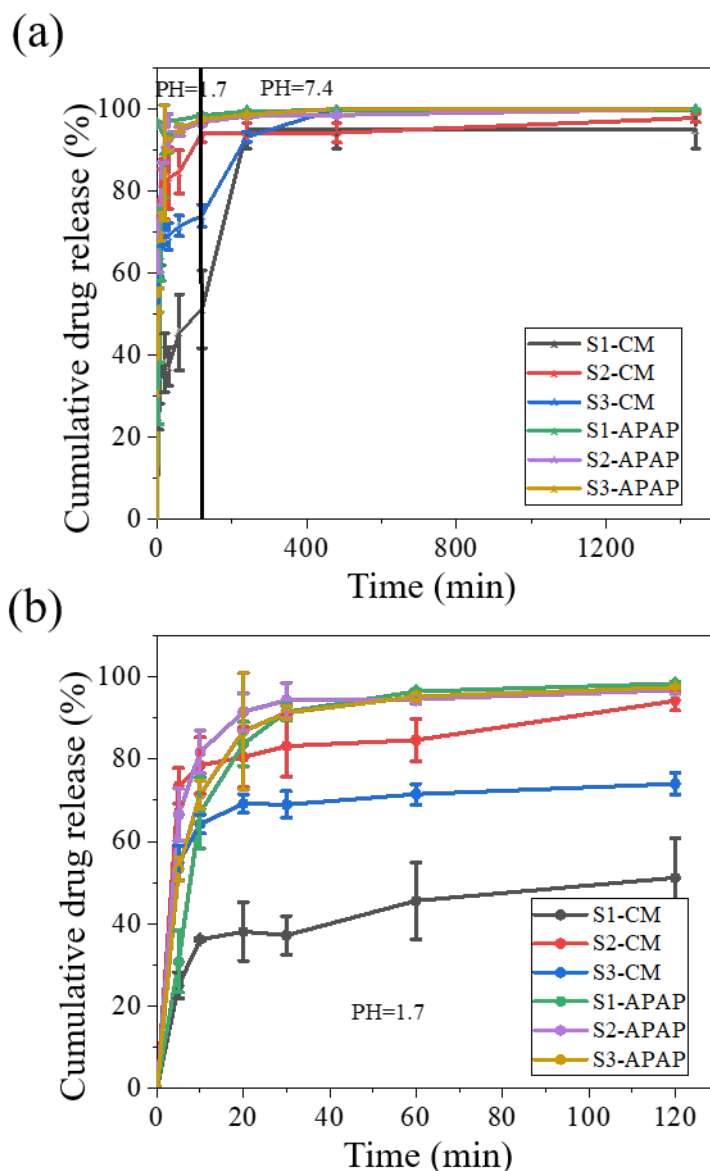 (a)
PH=1.7
PH=7.4
Cumulative drug release (%)
100
80
60
40
20
0
S1-CM
S2-CM
S3-CM
S1-APAP
S2-APAP
S3-APAP
0
400
800
1200
Time (min)
(b)
Cumulative drug release (%)
100
80
60
40
20
0
S1-CM
S2-CM
S3-CM
S1-APAP
S2-APAP
S3-APAP
PH=1.7
0
20
40
60
80
100
120
Time (min)